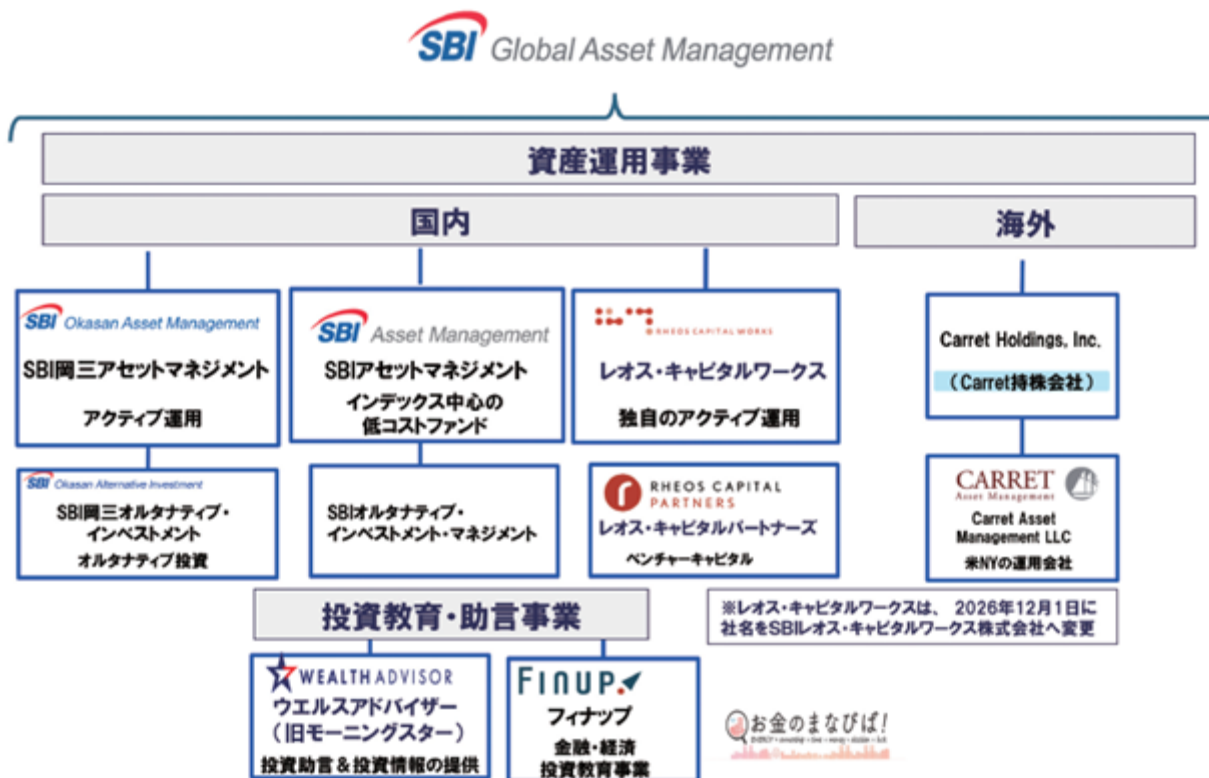 SBI Global Asset Management
資産運用事業
国内
海外
SBI Okasan Asset Management
SBI岡三アセットマネジメント
アクティブ運用
SBI Asset Management
SBIアセットマネジメント
インデックス中心の
低コストファンド
RHEOS CAPITAL WORKS
レオス・キャピタルワークス
独自のアクティブ運用
Carret Holdings, Inc.
（Carret持株会社）
SBI Okasan Alternative Investment
SBI岡三オルタナティブ・
インベストメント
オルタナティブ投資
SBIオルタナティブ・
インベストメント・マネジメント
RHEOS CAPITAL
PARTNERS
レオス・キャピタルパートナーズ
ベンチャーキャピタル
CARRET
Asset Management
Carret Asset
Management LLC
米NYの運用会社
投資教育・助言事業
※レオス・キャピタルワークスは、 2026年12月1日に
社名をSBIレオス・キャピタルワークス株式会社へ変更
WEALTH ADVISOR
ウエルスアドバイザー
（旧モーニングスター）
投資助言＆投資情報の提供
FINUP
フィナップ
金融・経済
投資教育事業
お金のまなびば!